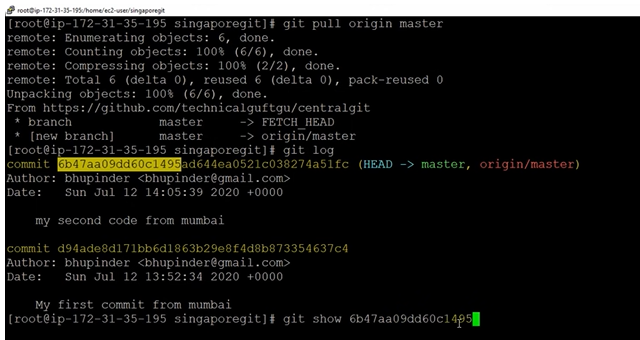 root@ip-172-31-35-195:/home/ec2-user/singaporegit
[root@ip-172-31-35-195 singaporegit]# git pull origin master
remote: Enumerating objects: 6, done.
remote: Counting objects: 100% (6/6), done.
remote: Compressing objects: 100% (2/2), done.
remote: Total 6 (delta 0), reused 6 (delta 0), pack-reused 0
Unpacking objects: 100% (6/6), done.
From https://github.com/technicalguftgu/centralgit
 * branch            master     -> FETCH_HEAD
 * [new branch]      master     -> origin/master
[root@ip-172-31-35-195 singaporegit]# git log
commit 6b47aa09dd60c1495ad644ea0521c038274a51fc (HEAD -> master, origin/master)
Author: bhupinder <bhupinder@gmail.com>
Date:   Sun Jul 12 14:05:39 2020 +0000
    my second code from mumbai
commit d94ade8d171bb6d1863b29e8f4d8b873354637c4
Author: bhupinder <bhupinder@gmail.com>
Date:   Sun Jul 12 13:52:34 2020 +0000
    My first commit from mumbai
[root@ip-172-31-35-195 singaporegit]# git show 6b47aa09dd60c1495